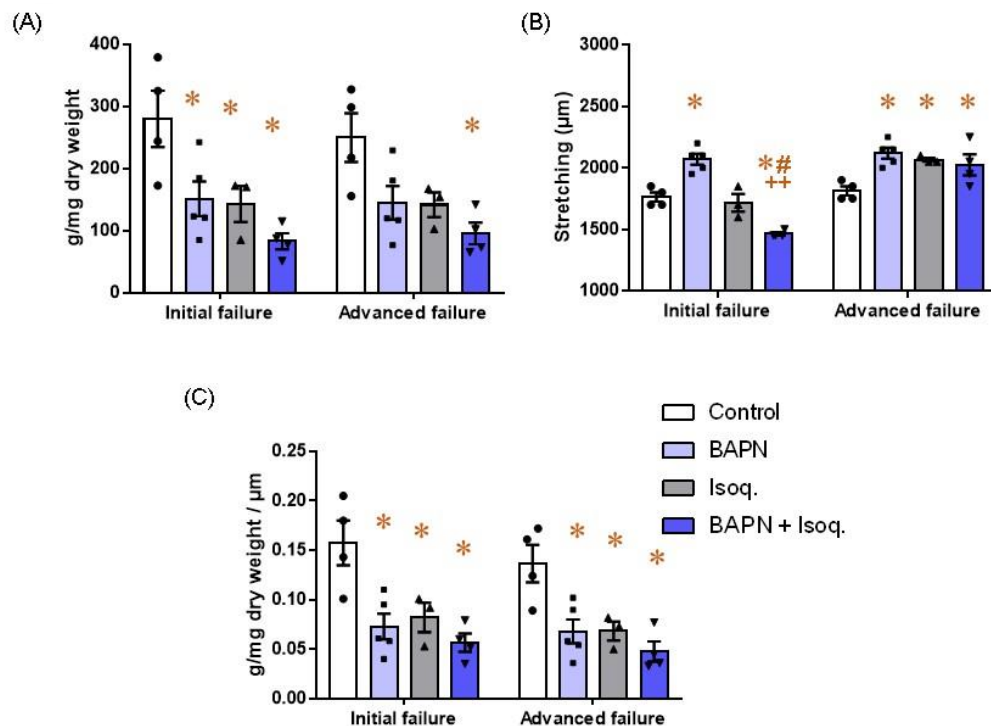 (A)
g/mg dry weight
400
300
200
100
0
* * *
*
Initial failure
Advanced failure
(B)
Stretching (µm)
3000
2500
2000
1500
1000
*
*#
++
* * *
Initial failure
Advanced failure
(C)
g/mg dry weight / µm
0.25
0.20
0.15
0.10
0.05
0.00
* * *
* * *
Initial failure
Advanced failure
Control
BAPN
Isoq.
BAPN + Isoq.